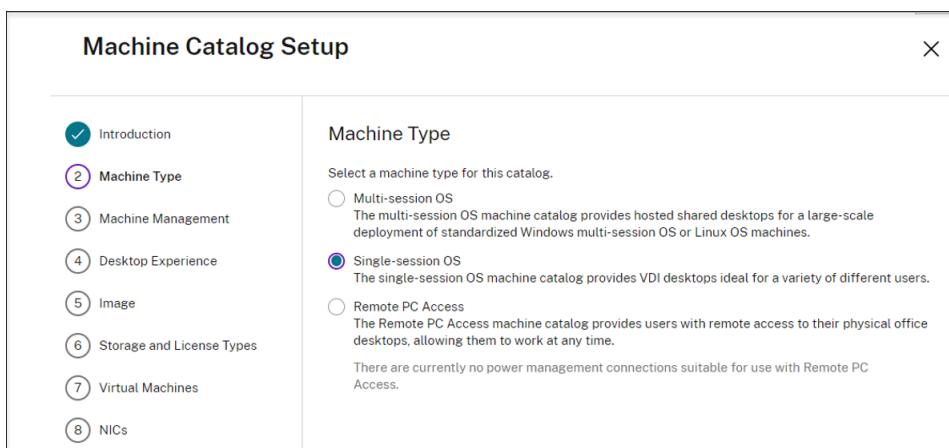 Machine Catalog Setup
Introduction
2 Machine Type
3 Machine Management
4 Desktop Experience
5 Image
6 Storage and License Types
7 Virtual Machines
8 NICs
Machine Type
Select a machine type for this catalog.
Multi-session OS
The multi-session OS machine catalog provides hosted shared desktops for a large-scale
deployment of standardized Windows multi-session OS or Linux OS machines.
Single-session OS
The single-session OS machine catalog provides VDI desktops ideal for a variety of different users.
Remote PC Access
The Remote PC Access machine catalog provides users with remote access to their physical office
desktops, allowing them to work at any time.
There are currently no power management connections suitable for use with Remote PC
Access.